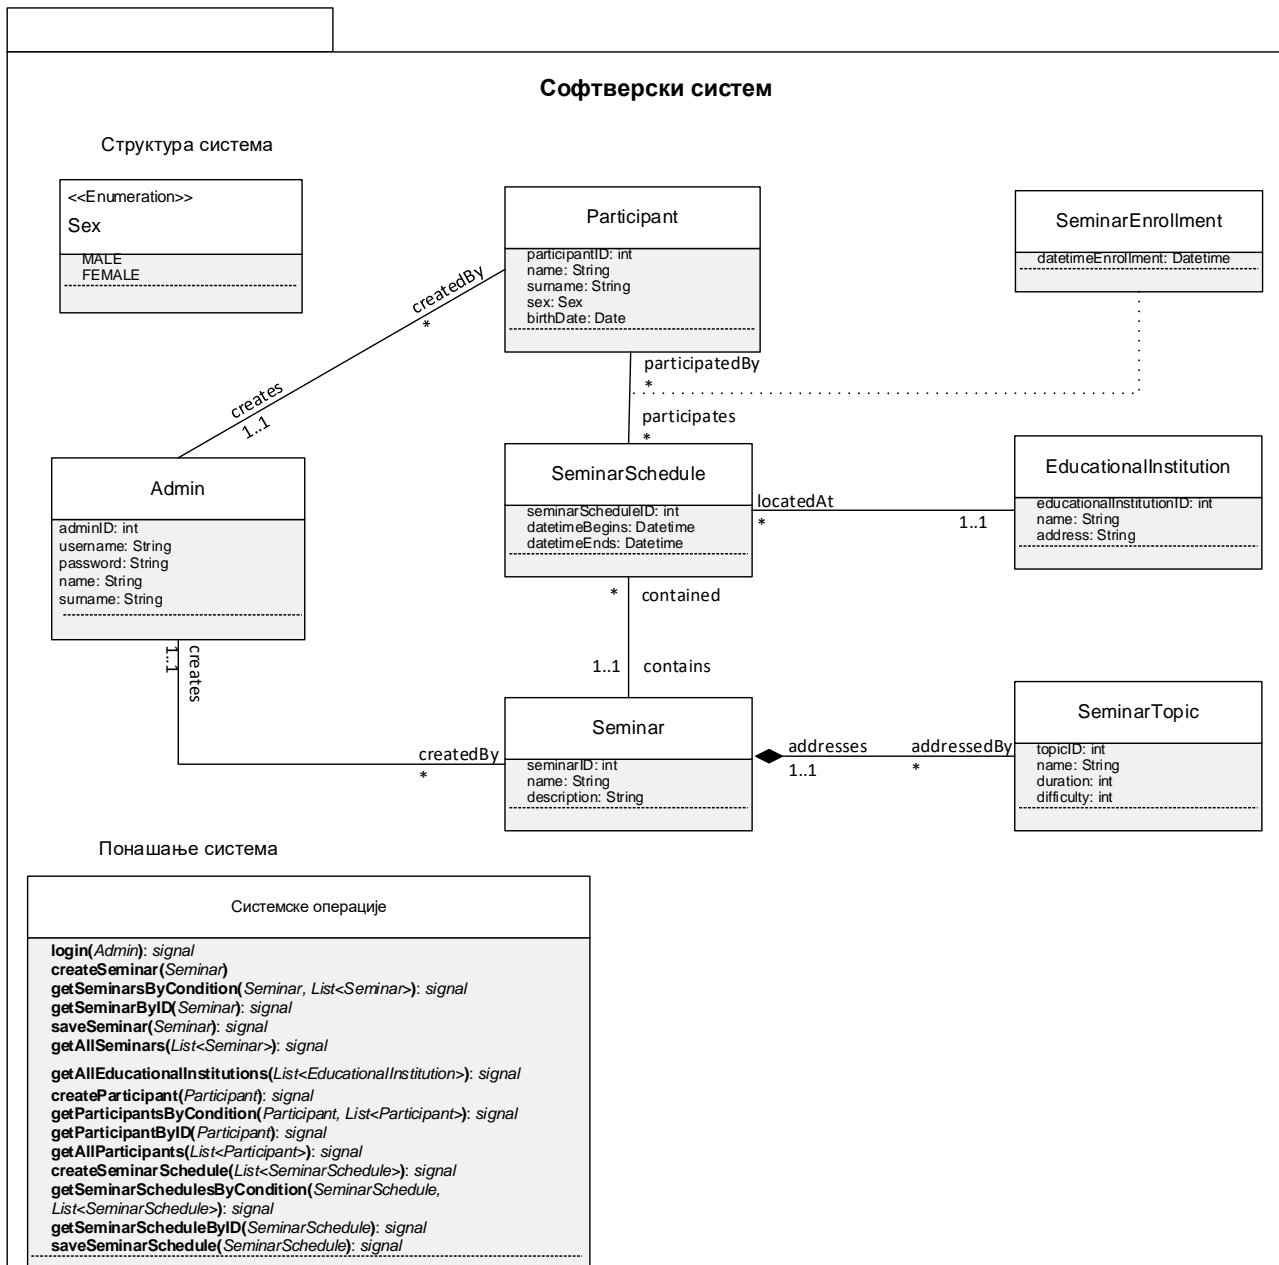 Софтверски систем
Структура система
<<Enumeration>>
Sex
MALE
FEMALE
Participant
participantID: int
name: String
surname: String
sex: Sex
birthDate: Date
SeminarEnrollment
datetimeEnrollment: Datetime
createdBy
*
creates
1..1
participatedBy
*
participates
*
Admin
adminID: int
username: String
password: String
name: String
surname: String
SeminarSchedule
seminarScheduleID: int
datetimeBegins: Datetime
datetimeEnds: Datetime
locatedAt
*
1..1
EducationalInstitution
educationalInstitutionID: int
name: String
address: String
* contained
1..1 contains
creates
1..1
createdBy
*
Seminar
seminarID: int
name: String
description: String
addresses
1..1
addressedBy
*
SeminarTopic
topicID: int
name: String
duration: int
difficulty: int
Понашање система
Системске операције
login(Admin): signal
createSeminar(Seminar)
getSeminarsByCondition(Seminar, List<Seminar>): signal
getSeminarByID(Seminar): signal
saveSeminar(Seminar): signal
getAllSeminars(List<Seminar>): signal
getAllEducationalInstitutions(List<EducationalInstitution>): signal
createParticipant(Participant): signal
getParticipantsByCondition(Participant, List<Participant>): signal
getParticipantByID(Participant): signal
getAllParticipants(List<Participant>): signal
createSeminarSchedule(List<SeminarSchedule>): signal
getSeminarSchedulesByCondition(SeminarSchedule,
List<SeminarSchedule>): signal
getSeminarScheduleByID(SeminarSchedule): signal
saveSeminarSchedule(SeminarSchedule): signal